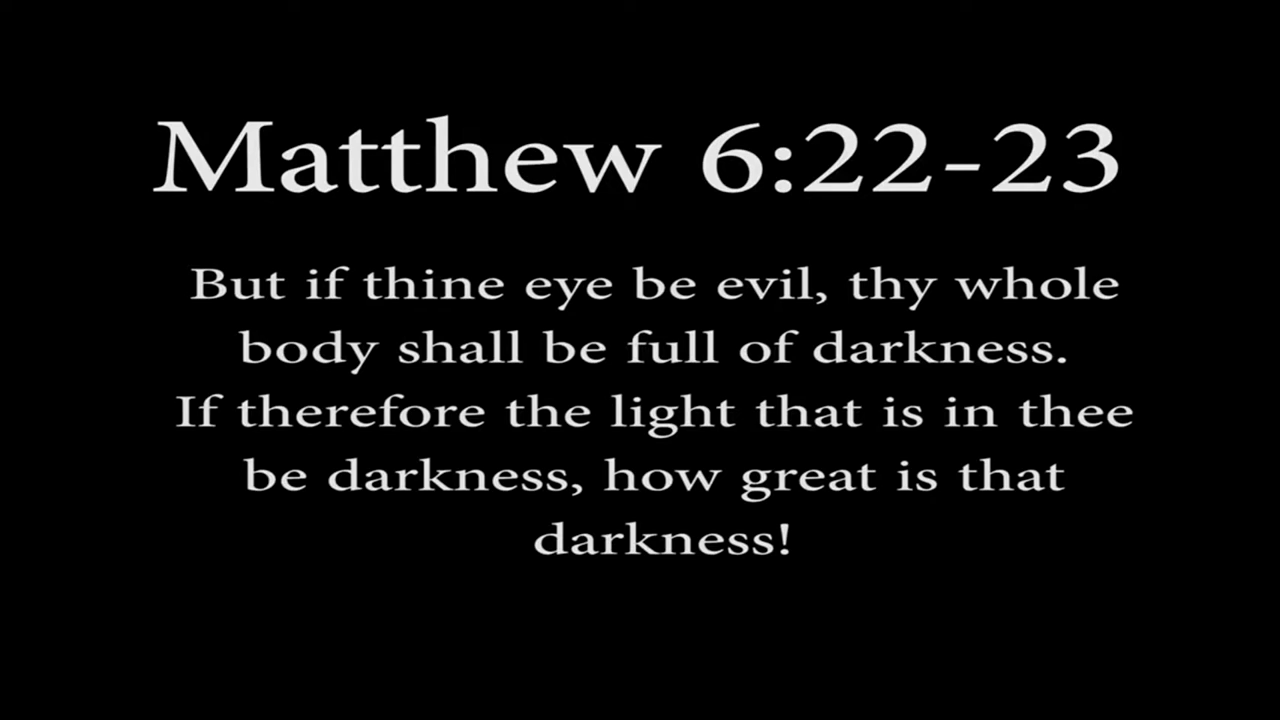 Matthew 6:22-23
But if thine eye be evil, thy whole
body shall be full of darkness.
If therefore the light that is in thee
be darkness, how great is that
darkness!